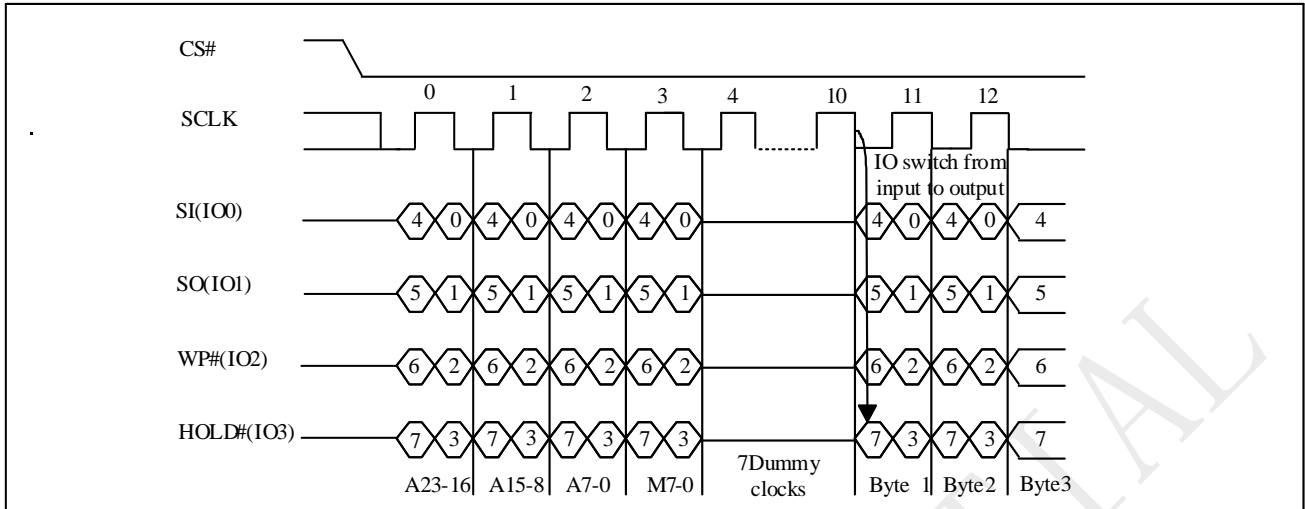 CS#
0 1 2 3 4 10 11 12
SCLK
IO switch from
input to output
SI(IO0) 4 0 4 0 4 0 4 0 4 0 4 0 4
SO(IO1) 5 1 5 1 5 1 5 1 5 1 5 1 5
WP#(IO2) 6 2 6 2 6 2 6 2 6 2 6 2 6
HOLD#(IO3) 7 3 7 3 7 3 7 3 7 3 7 3 7
A23-16 A15-8 A7-0 M7-0 7Dummy Byte 1 Byte2 Byte3
clocks